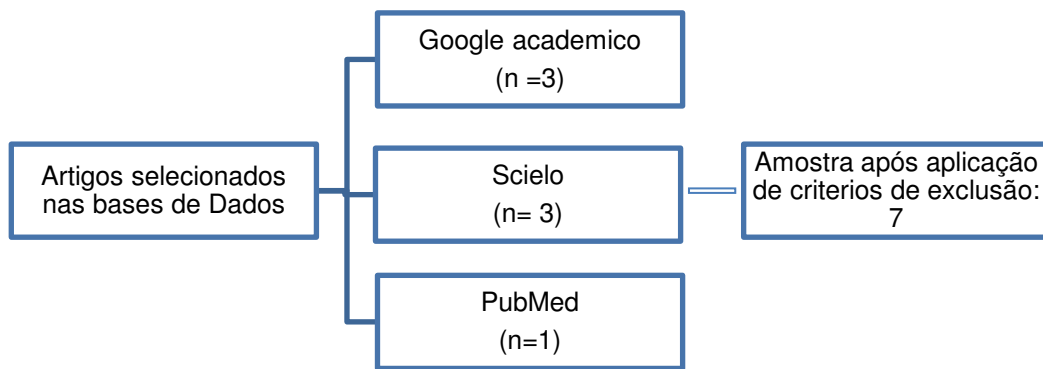 Google academico
(n =3)
Artigos selecionados
nas bases de Dados
Scielo
(n= 3)
Amostra após aplicação
de criterios de exclusão:
7
PubMed
(n=1)